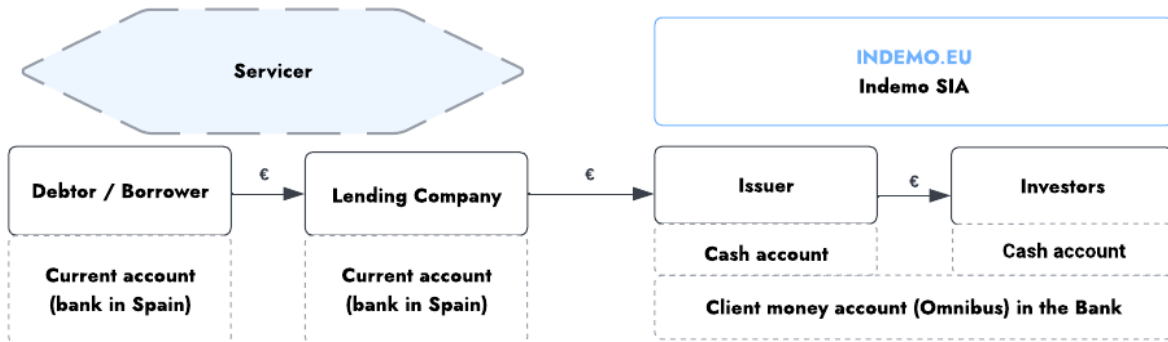 Servicer
INDEMO.EU
Indemo SIA
Debtor / Borrower
€
Lending Company
€
Issuer
€
Investors
Current account
(bank in Spain)
Current account
(bank in Spain)
Cash account
Cash account
Client money account (Omnibus) in the Bank